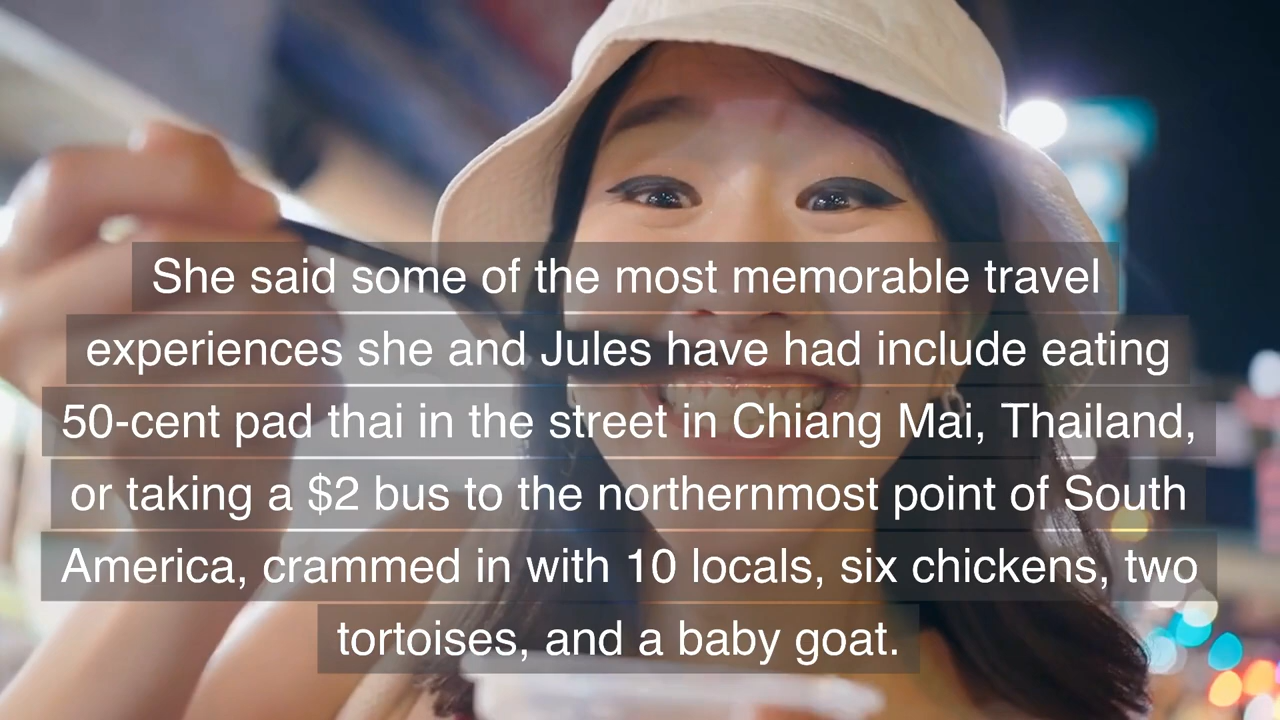 She said some of the most memorable travel
experiences she and Jules have had include eating
50-cent pad thai in the street in Chiang Mai, Thailand,
or taking a $2 bus to the northernmost point of South
America, crammed in with 10 locals, six chickens, two
tortoises, and a baby goat.